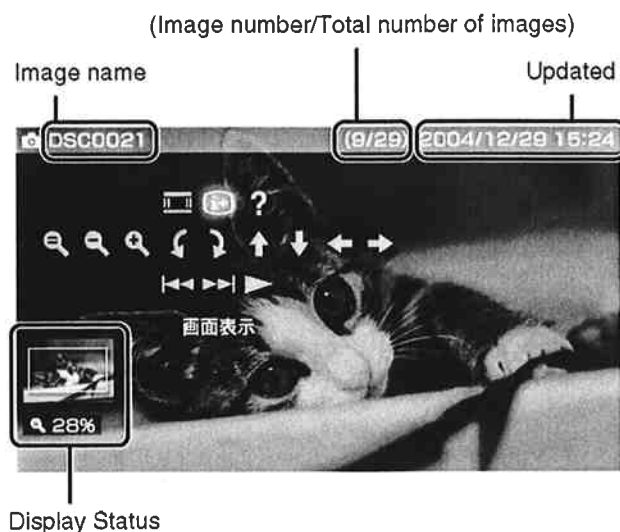 (Image number/Total number of images)
Image name
Updated
DSC0021
(9/29)
2004/12/29 15:24
i+
?
画面表示
28%
Display Status